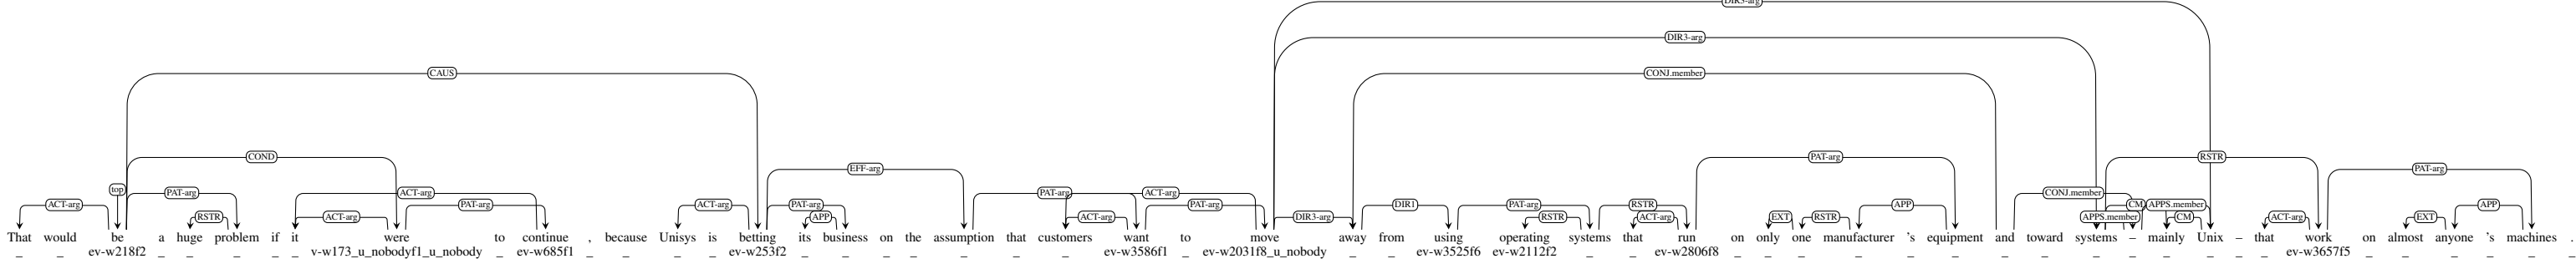 DIR3-arg
DIR3-arg
CAUS CONJ.member
COND PAT-arg RSTR
EFF-arg PAT-arg
top PAT-arg ACT-arg PAT-arg ACT-arg CONJ.member
ACT-arg PAT-arg ACT-arg PAT-arg PAT-arg DIR1 PAT-arg RSTR APP CM APPS.member APP
RSTR ACT-arg APP ACT-arg DIR3-arg RSTR ACT-arg EXT RSTR APPS.member CM ACT-arg EXT
That would be a huge problem if it were to continue , because Unisys is betting its business on the assumption that customers want to move away from using operating systems that run on only one manufacturer 's equipment and toward systems – mainly Unix – that work on almost anyone 's machines .
_ _ ev-w218f2 _ _ _ _ _ v-w173_u_nobodyf1_u_nobody _ ev-w685f1 _ _ _ _ ev-w253f2 _ _ _ _ _ _ _ ev-w3586f1 _ ev-w2031f8_u_nobody _ _ ev-w3525f6 ev-w2112f2 _ _ ev-w2806f8 _ _ _ _ _ _ _ _ _ _ _ _ _ _ ev-w3657f5 _ _ _ _ _ _